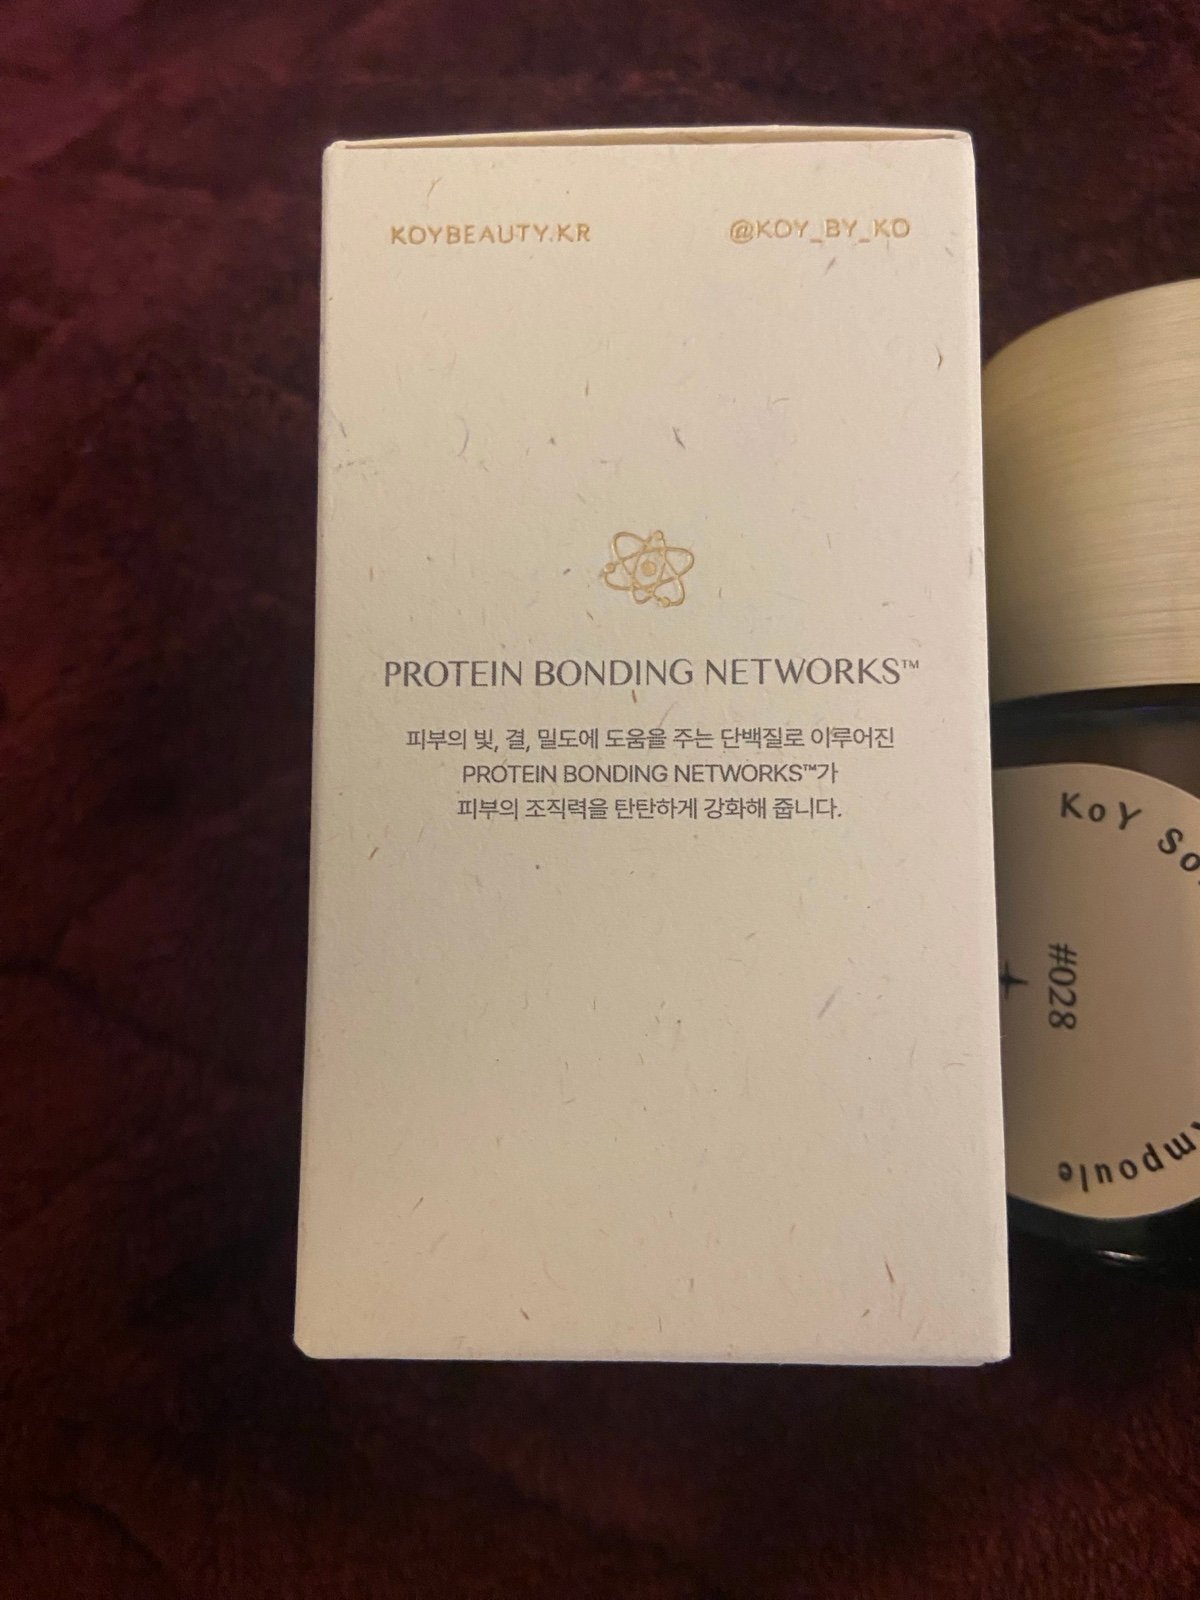 KOYBEAUTY.KR @KOY_BY_KO
PROTEIN BONDING NETWORKS™
피부의 빛, 결, 밀도에 도움을 주는 단백질로 이루어진
PROTEIN BONDING NETWORKS™가
피부의 조직력을 탄탄하게 강화해 줍니다.
KoY
#028